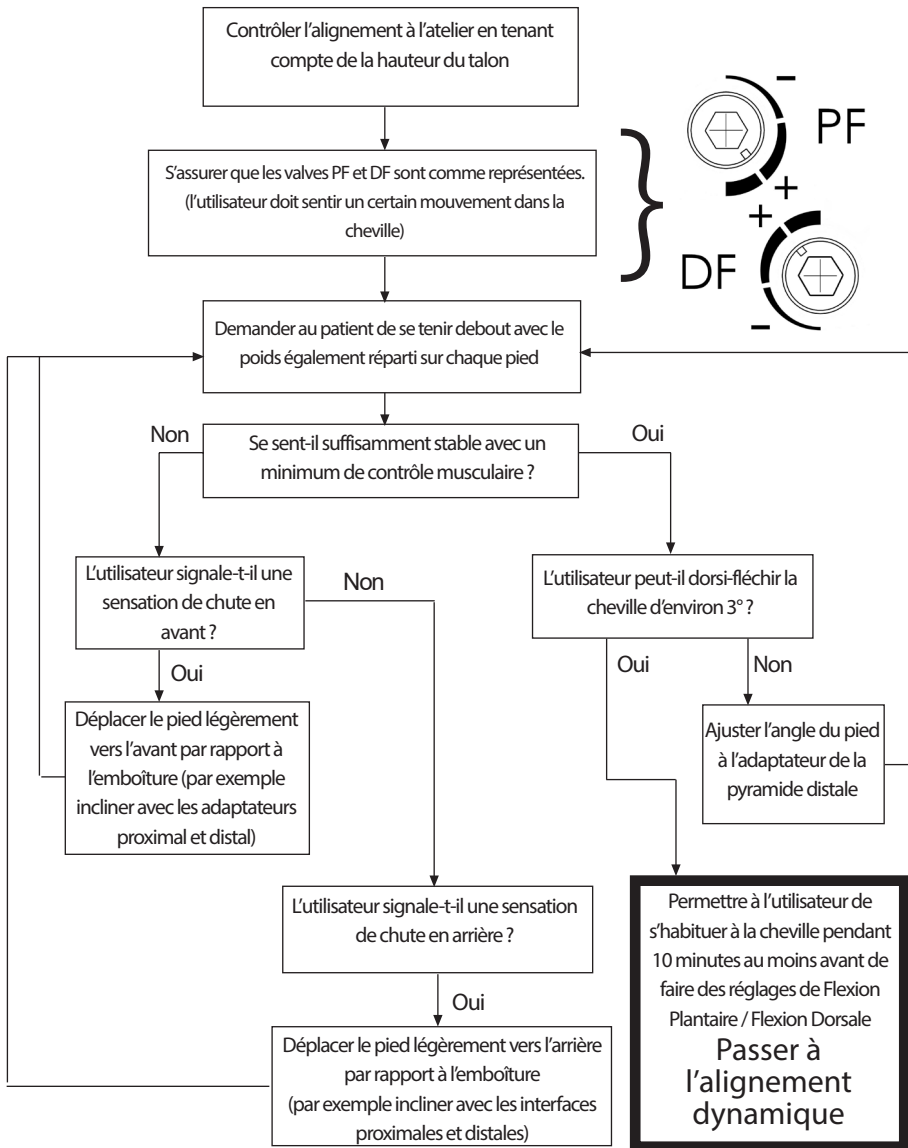 Contrôler l'alignement à l'atelier en tenant
compte de la hauteur du talon
S'assurer que les valves PF et DF sont comme représentées.
(l'utilisateur doit sentir un certain mouvement dans la
cheville)
−
PF
+
+
DF
−
Demander au patient de se tenir debout avec le
poids également réparti sur chaque pied
Non
Se sent-il suffisamment stable avec un
minimum de contrôle musculaire ?
Oui
L'utilisateur signale-t-il une
sensation de chute en
avant ?
Non
L'utilisateur peut-il dorsi-fléchir la
cheville d'environ 3° ?
Oui
Oui
Non
Déplacer le pied légèrement
vers l'avant par rapport à
l'emboîture (par exemple
incliner avec les adaptateurs
proximal et distal)
Ajuster l'angle du pied
à l'adaptateur de la
pyramide distale
L'utilisateur signale-t-il une sensation
de chute en arrière ?
Oui
Déplacer le pied légèrement vers l'arrière
par rapport à l'emboîture
(par exemple incliner avec les interfaces
proximales et distales)
Permettre à l'utilisateur de
s'habituer à la cheville pendant
10 minutes au moins avant de
faire des réglages de Flexion
Plantaire / Flexion Dorsale
Passer à
l'alignement
dynamique